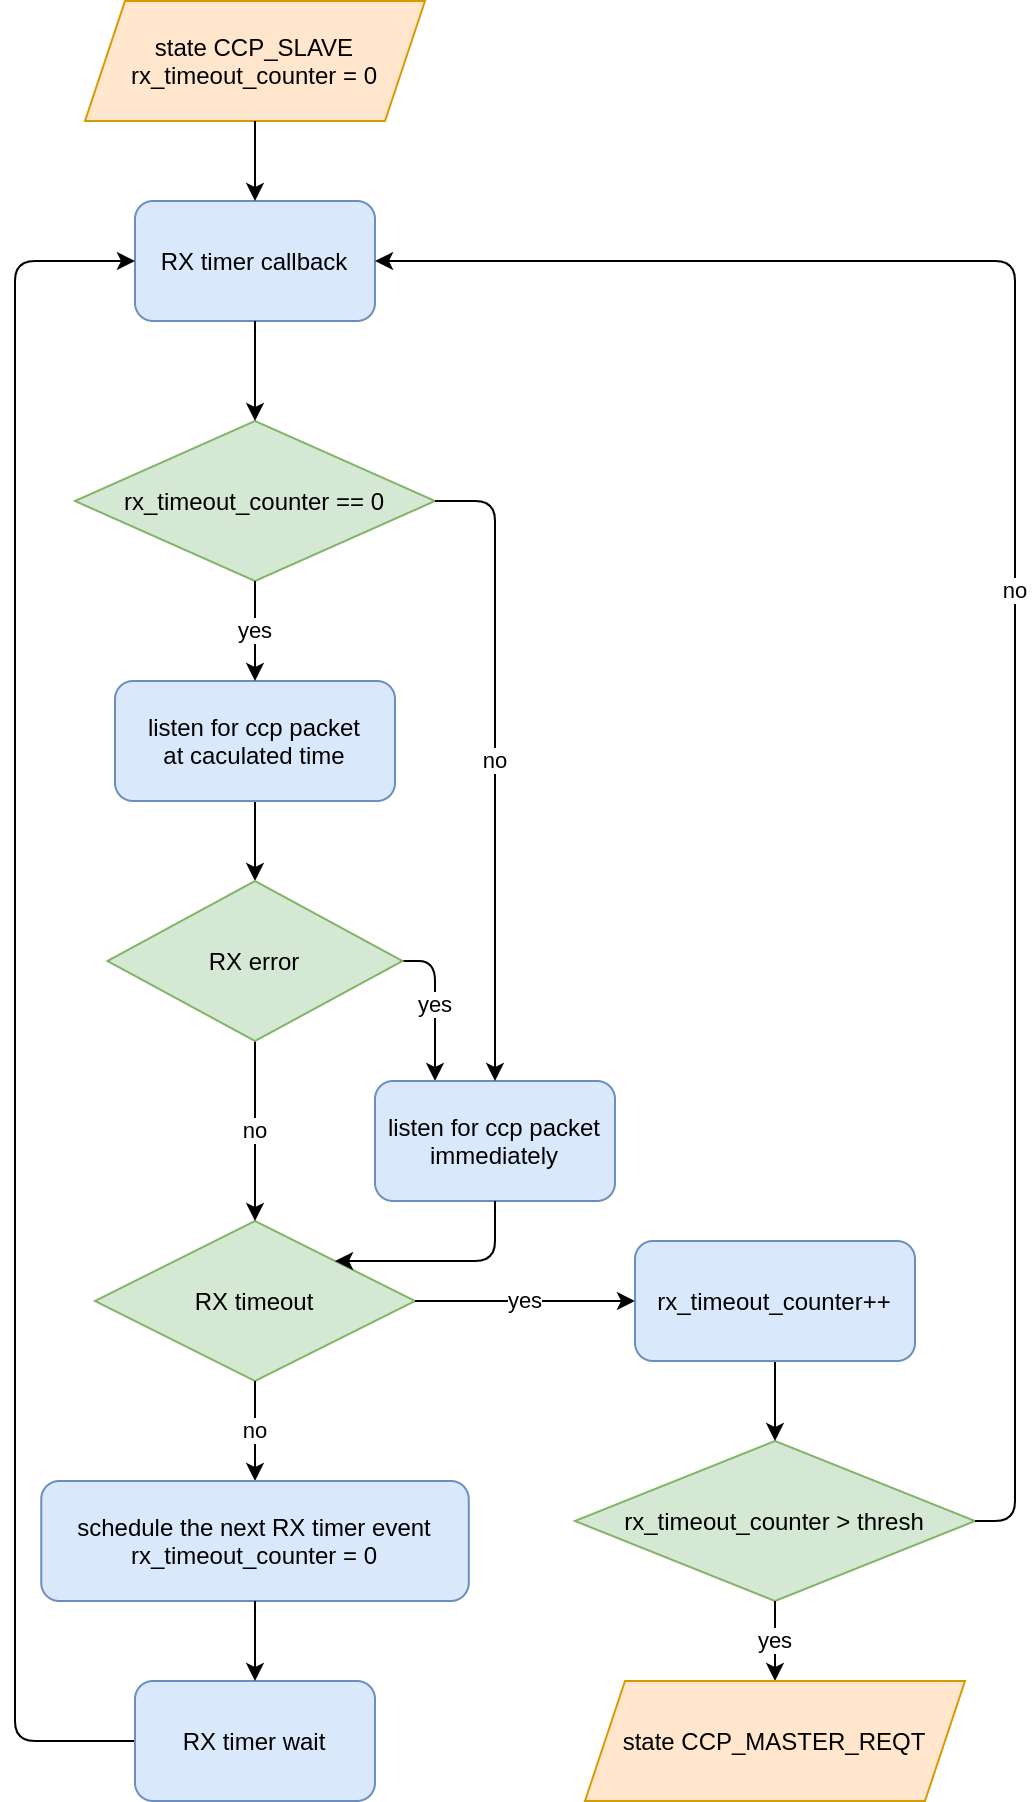 state CCP_SLAVE
rx_timeout_counter = 0
RX timer callback
rx_timeout_counter == 0
no
yes
listen for ccp packet
at caculated time
no
RX error
yes
no
listen for ccp packet
immediately
RX timeout
yes
rx_timeout_counter++
no
schedule the next RX timer event
rx_timeout_counter = 0
rx_timeout_counter > thresh
yes
RX timer wait
state CCP_MASTER_REQT